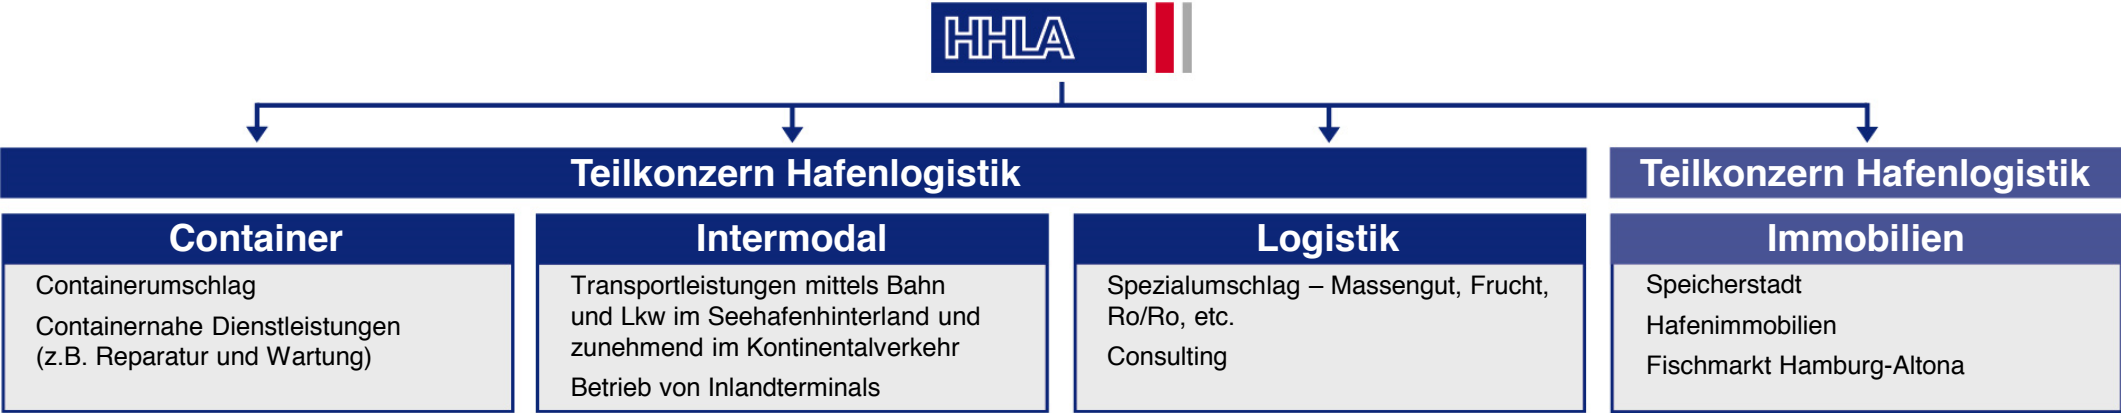 HHLA
Teilkonzern Hafenlogistik
Teilkonzern Hafenlogistik
Container
Containerumschlag
Containernahe Dienstleistungen
(z.B. Reparatur und Wartung)
Intermodal
Transportleistungen mittels Bahn
und Lkw im Seehafenhinterland und
zunehmend im Kontinentalverkehr
Betrieb von Inlandterminals
Logistik
Spezialumschlag – Massengut, Frucht,
Ro/Ro, etc.
Consulting
Immobilien
Speicherstadt
Hafenimmobilien
Fischmarkt Hamburg-Altona